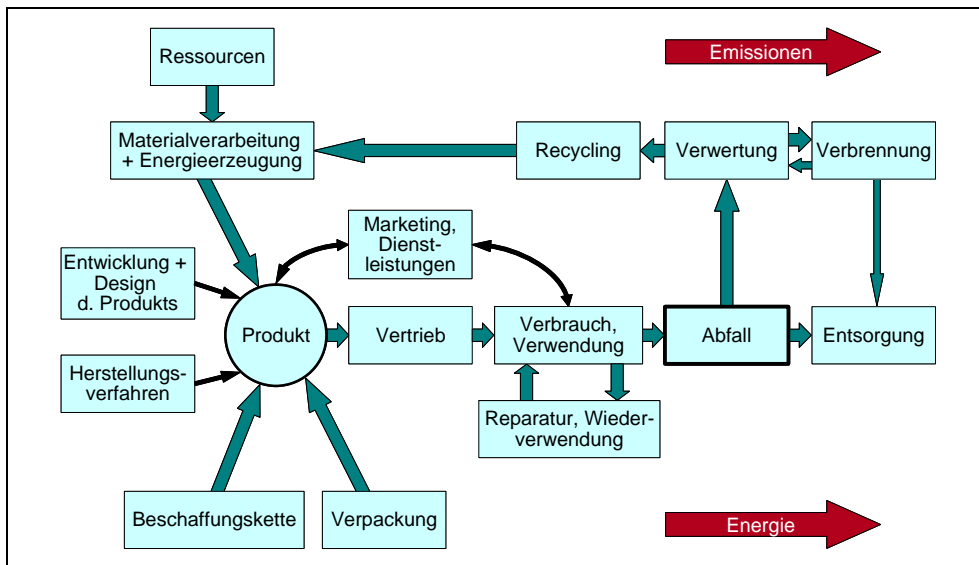 Ressourcen
Emissionen
Materialverarbeitung
+ Energieerzeugung
Recycling
Verwertung
Verbrennung
Marketing,
Dienst-
leistungen
Entwicklung +
Design
d. Produkts
Produkt
Vertrieb
Verbrauch,
Verwendung
Abfall
Entsorgung
Herstellungs-
verfahren
Reparatur, Wieder-
verwendung
Beschaffungskette
Verpackung
Energie